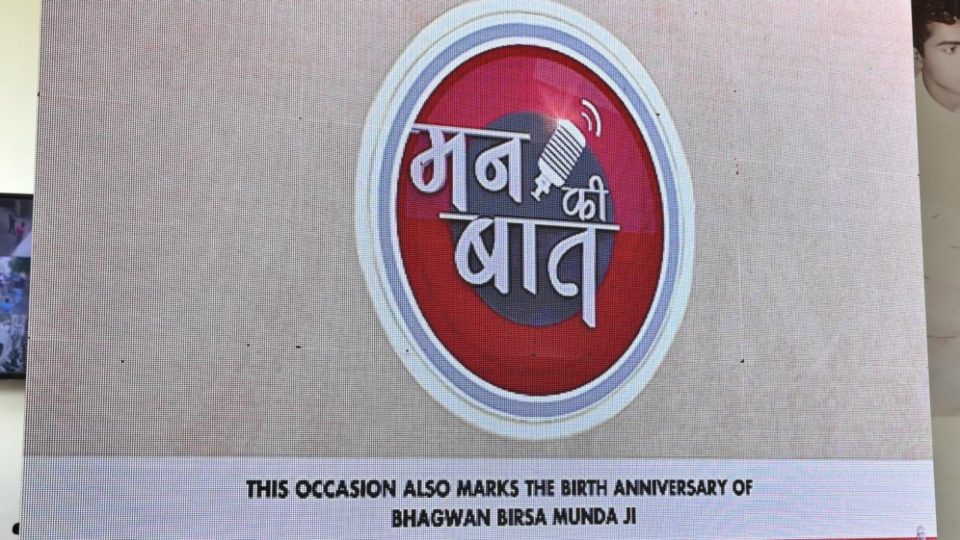 मन की
बात
THIS OCCASION ALSO MARKS THE BIRTH ANNIVERSARY OF
BHAGWAN BIRSA MUNDA JI